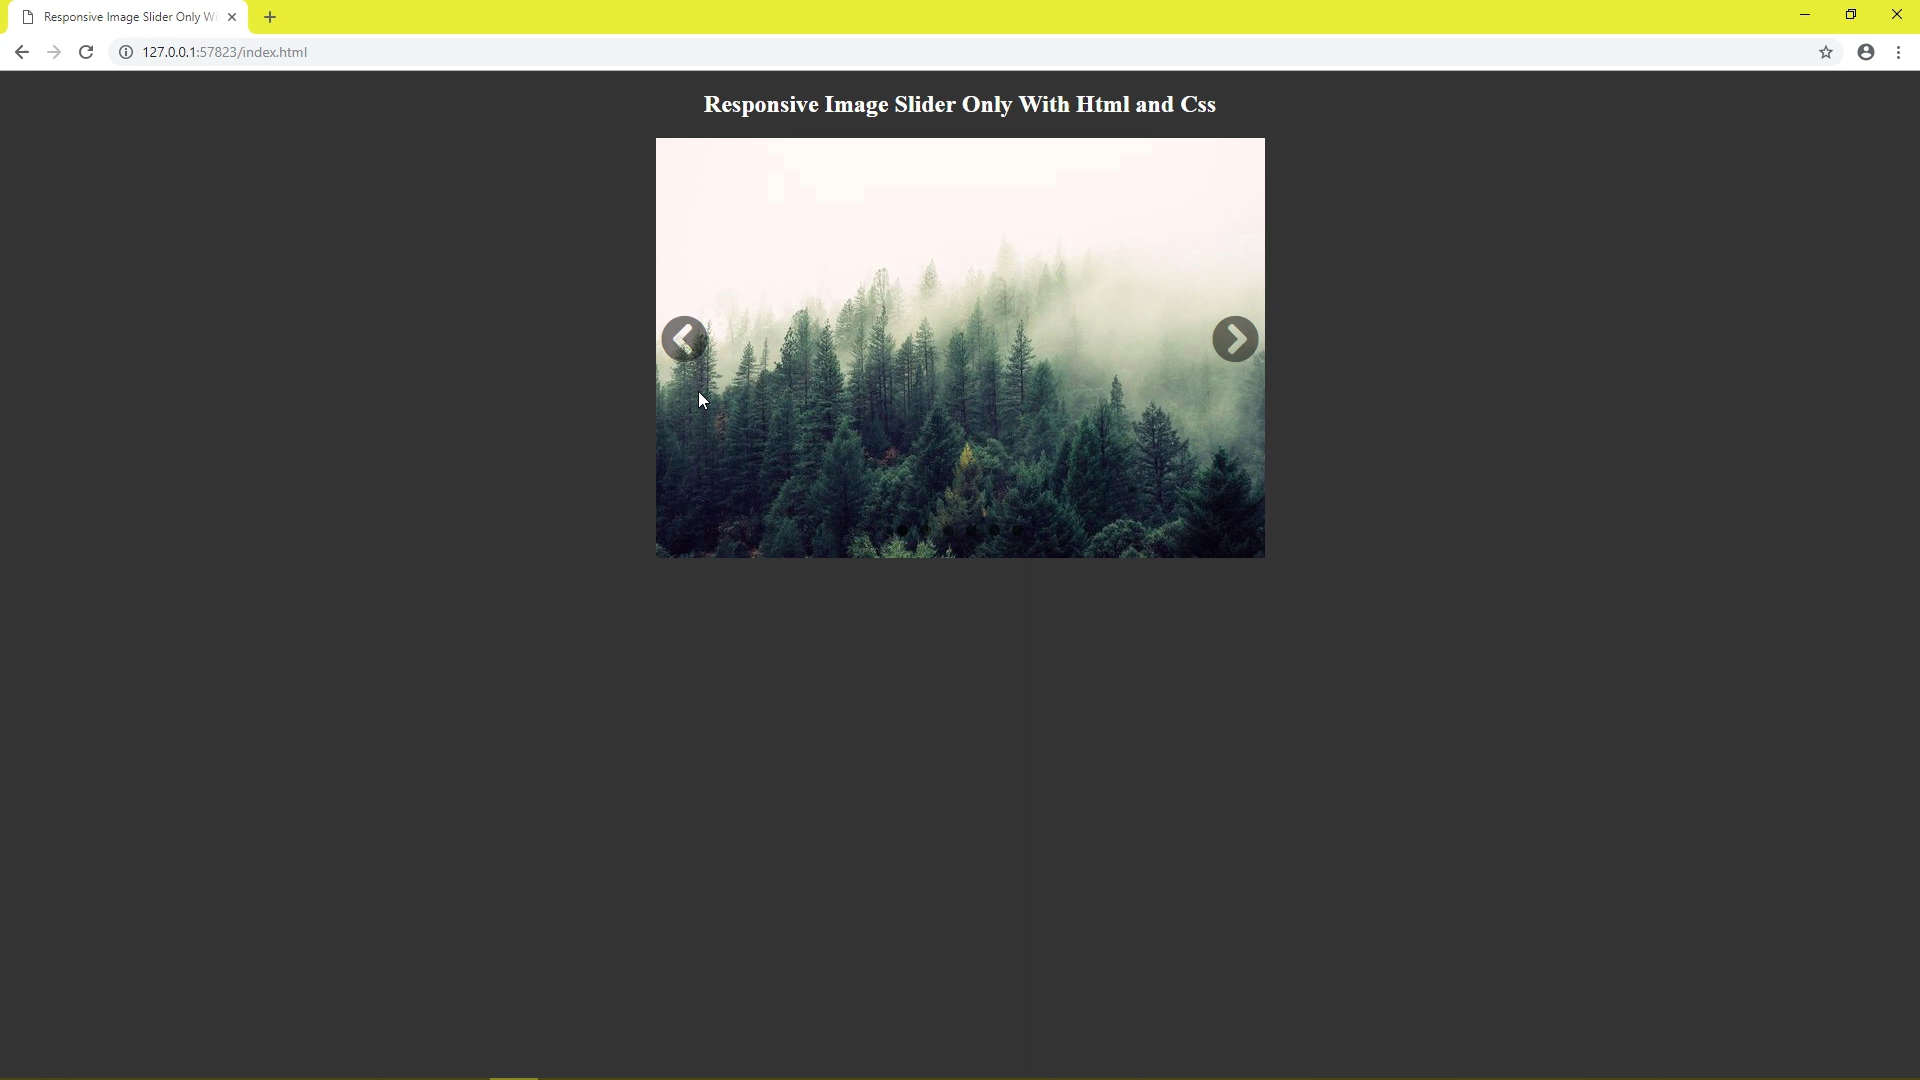 Responsive Image Slider Only Wi
127.0.0.1:57823/index.html
Responsive Image Slider Only With Html and Css